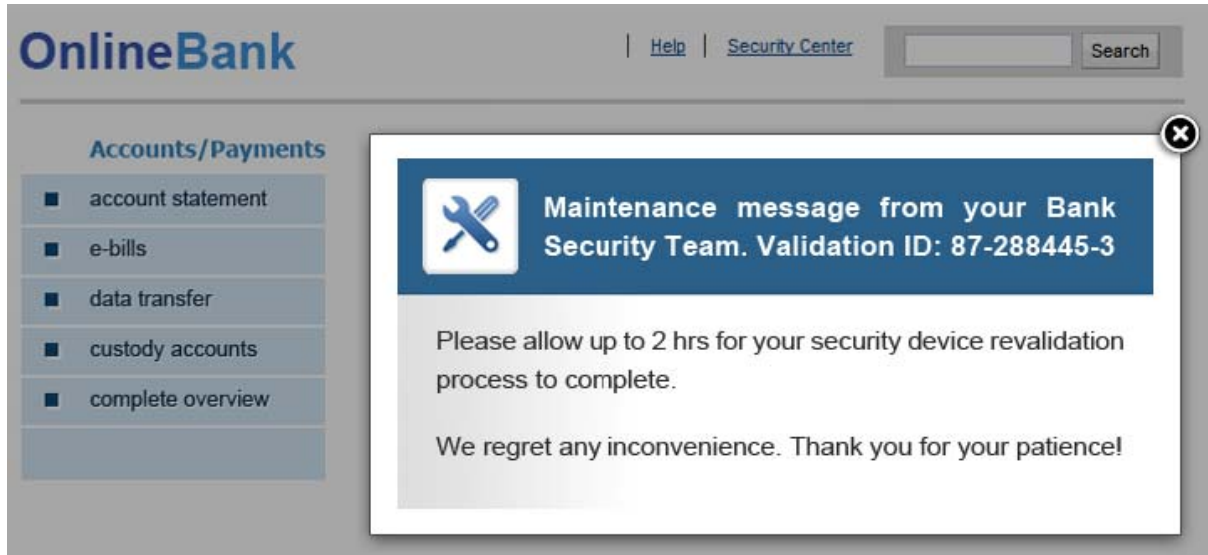 OnlineBank
| Help | Security Center
Search
Accounts/Payments
account statement
e-bills
data transfer
custody accounts
complete overview
Maintenance message from your Bank
Security Team. Validation ID: 87-288445-3
Please allow up to 2 hrs for your security device revalidation
process to complete.
We regret any inconvenience. Thank you for your patience!